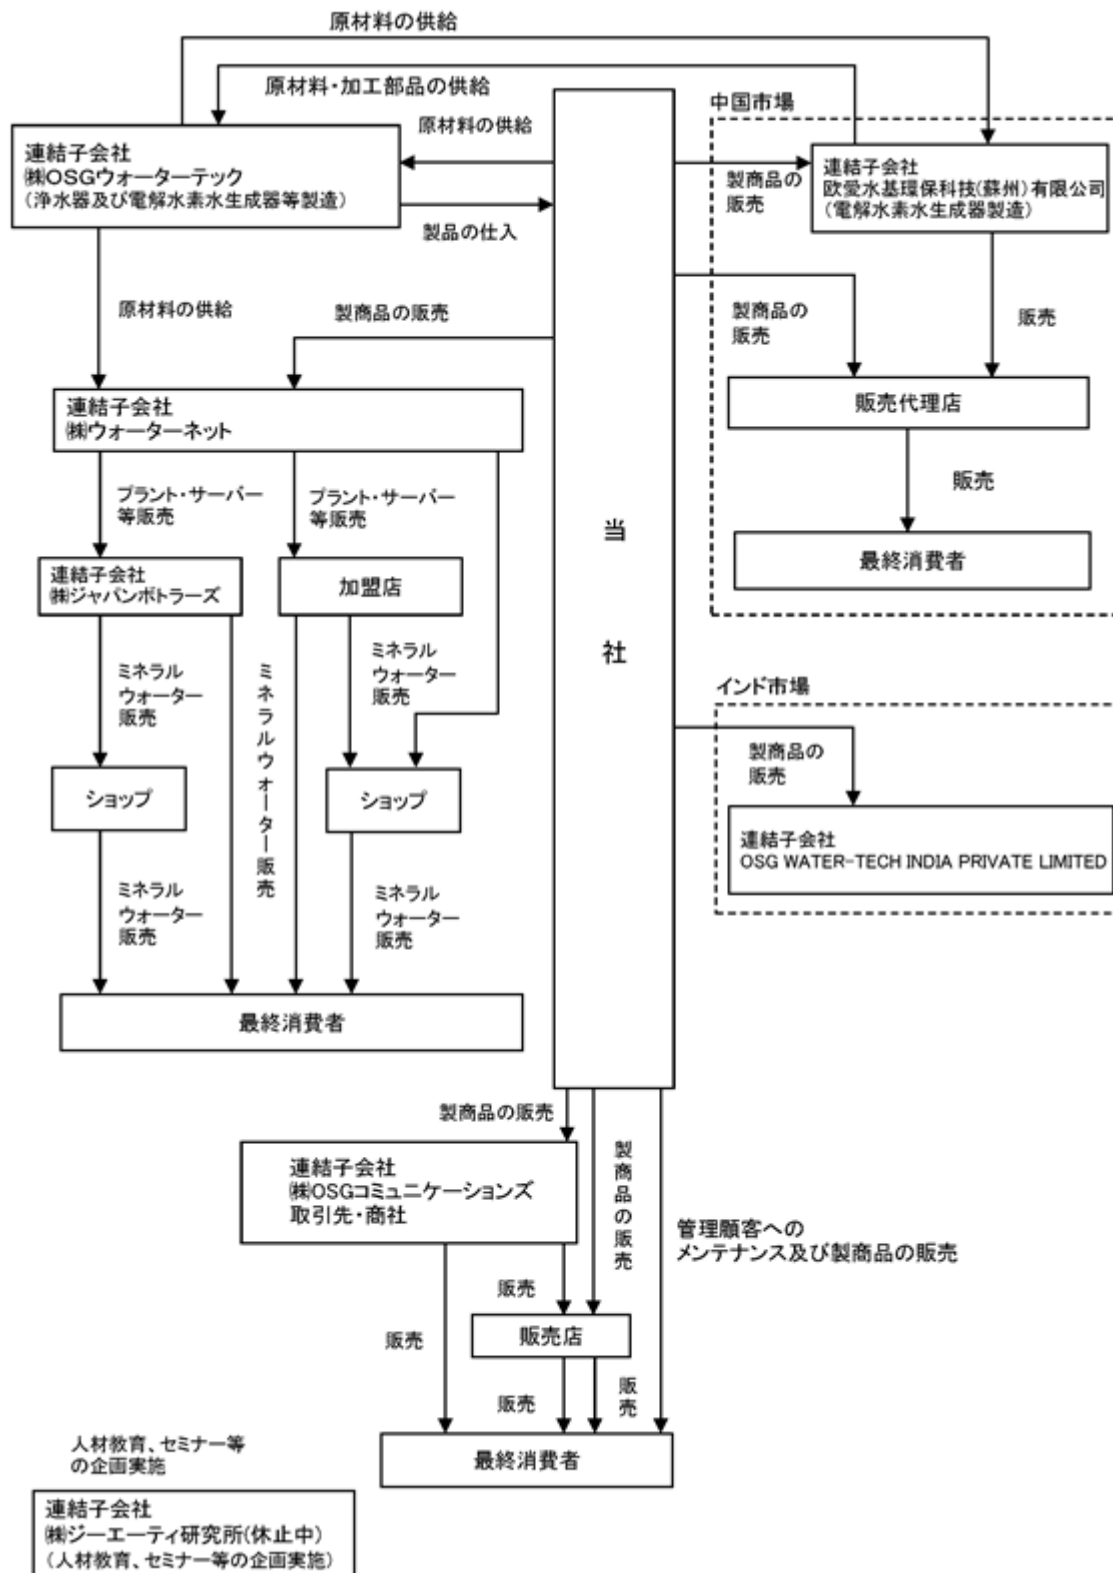 原材料の供給
原材料・加工部品の供給
中国市場
原材料の供給
連結子会社
㈱OSGウォーターテック
(浄水器及び電解水素水生成器等製造)
製商品の
販売
連結子会社
欧愛水基環保科技(蘇州)有限公司
(電解水素水生成器製造)
製品の仕入
原材料の供給
製商品の販売
製商品の
販売
販売
連結子会社
㈱ウォーターネット
販売代理店
プラント・サーバー
等販売
プラント・サーバー
等販売
販売
当社
最終消費者
連結子会社
㈱ジャパンボトラーズ
加盟店
ミネラル
ウォーター
販売
ミネラルウォーター販売
ミネラル
ウォーター
販売
インド市場
製商品の
販売
ショップ
ショップ
連結子会社
OSG WATER-TECH INDIA PRIVATE LIMITED
ミネラル
ウォーター
販売
ミネラル
ウォーター
販売
最終消費者
製商品の販売
連結子会社
㈱OSGコミュニケーションズ
取引先・商社
製商品の販売
管理顧客への
メンテナンス及び製商品の販売
販売
販売
販売店
販売
販売
最終消費者
人材教育、セミナー等
の企画実施
連結子会社
㈱ジーエーティ研究所(休止中)
(人材教育、セミナー等の企画実施)